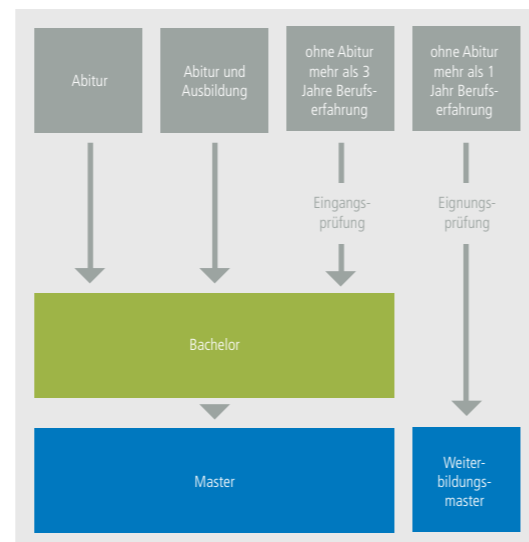 Abitur
Abitur und
Ausbildung
ohne Abitur
mehr als 3
Jahre Berufs-
erfahrung
ohne Abitur
mehr als 1
Jahr Berufs-
erfahrung
Eingangs-
prüfung
Eignungs-
prüfung
Bachelor
Master
Weiter-
bildungs-
master